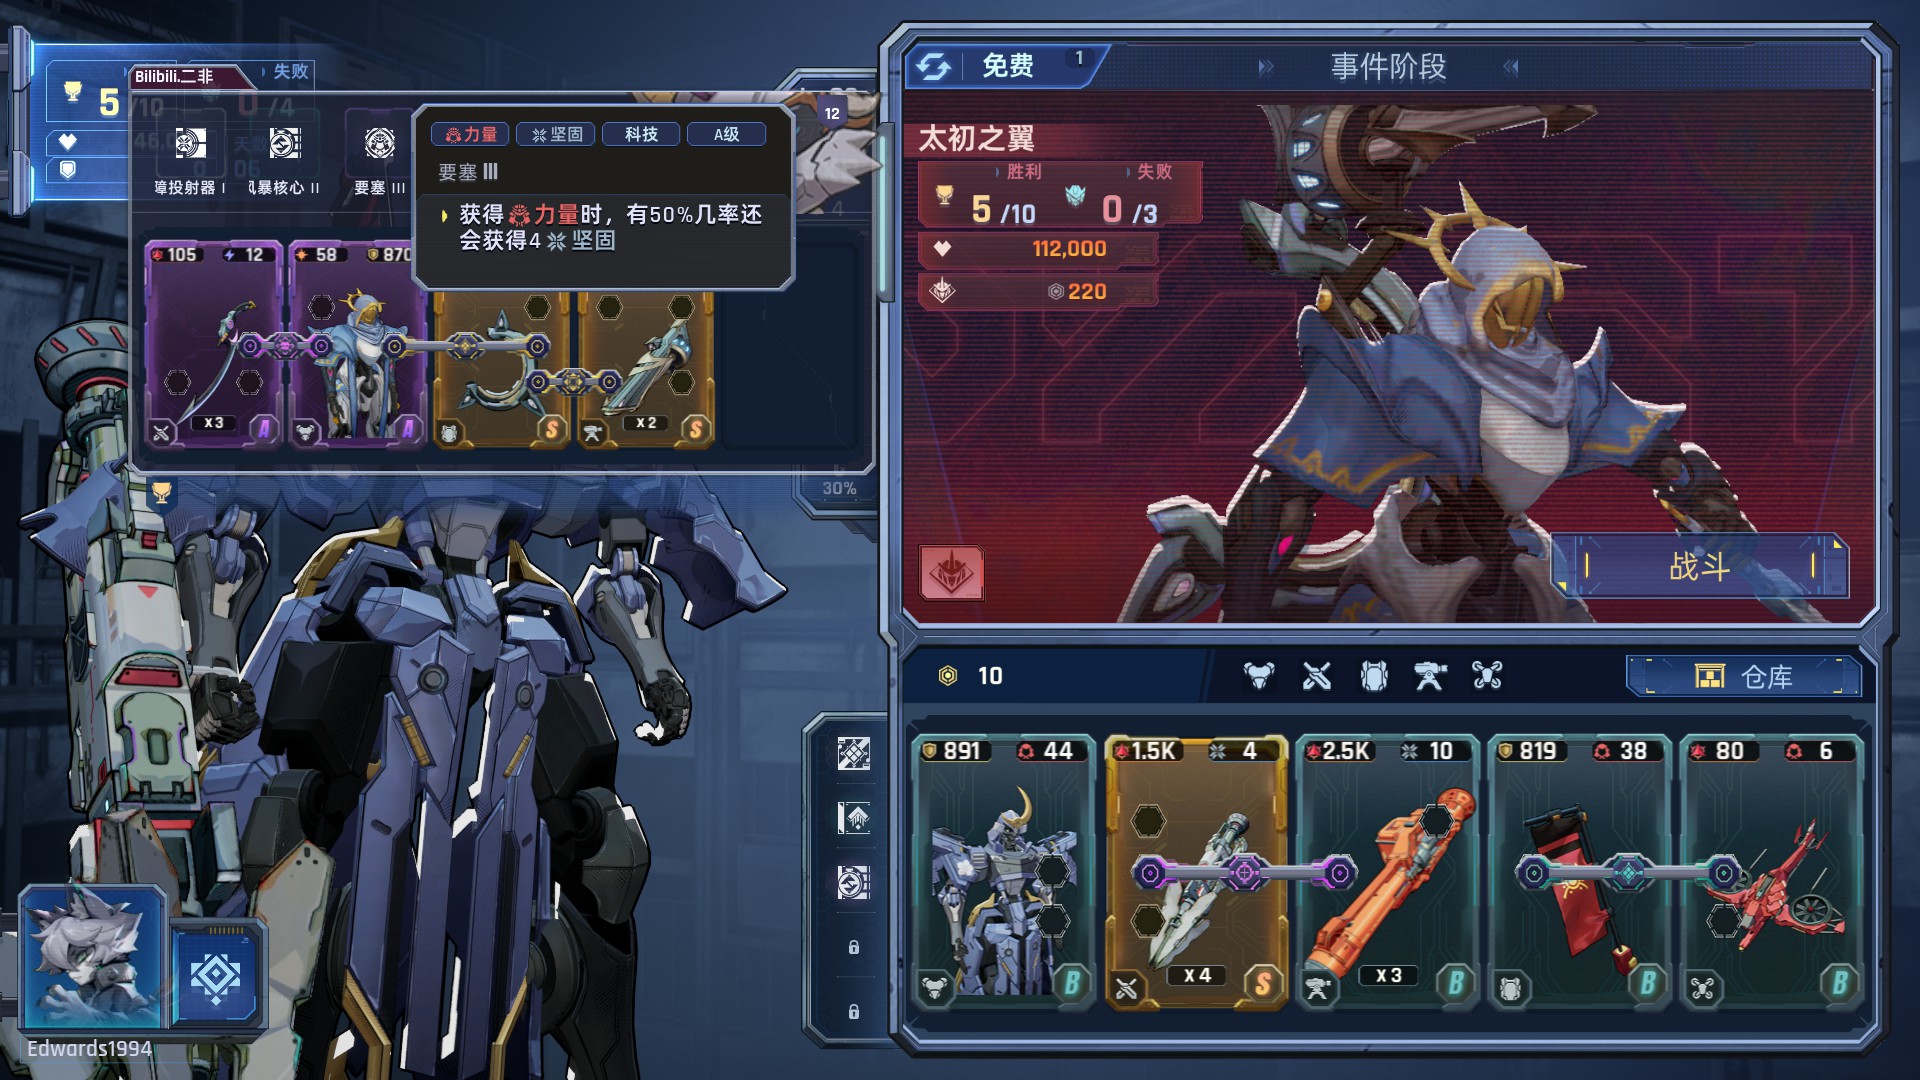 失败
5/10
0/4
Bilibili.二非
障投射器 I
风暴核心 II
要塞 III
12
力量
坚固
科技
A级
要塞 III
获得力量时，有50%几率还
会获得4坚固
105
12
58
870
x3
A
A
S
x2
S
30%
Edwards1994
免费
1
事件阶段
太初之翼
胜利
失败
5/10
0/3
112,000
220
战斗
10
仓库
891
44
1.5K
4
2.5K
10
819
38
80
6
B
x4
S
x3
B
B
B